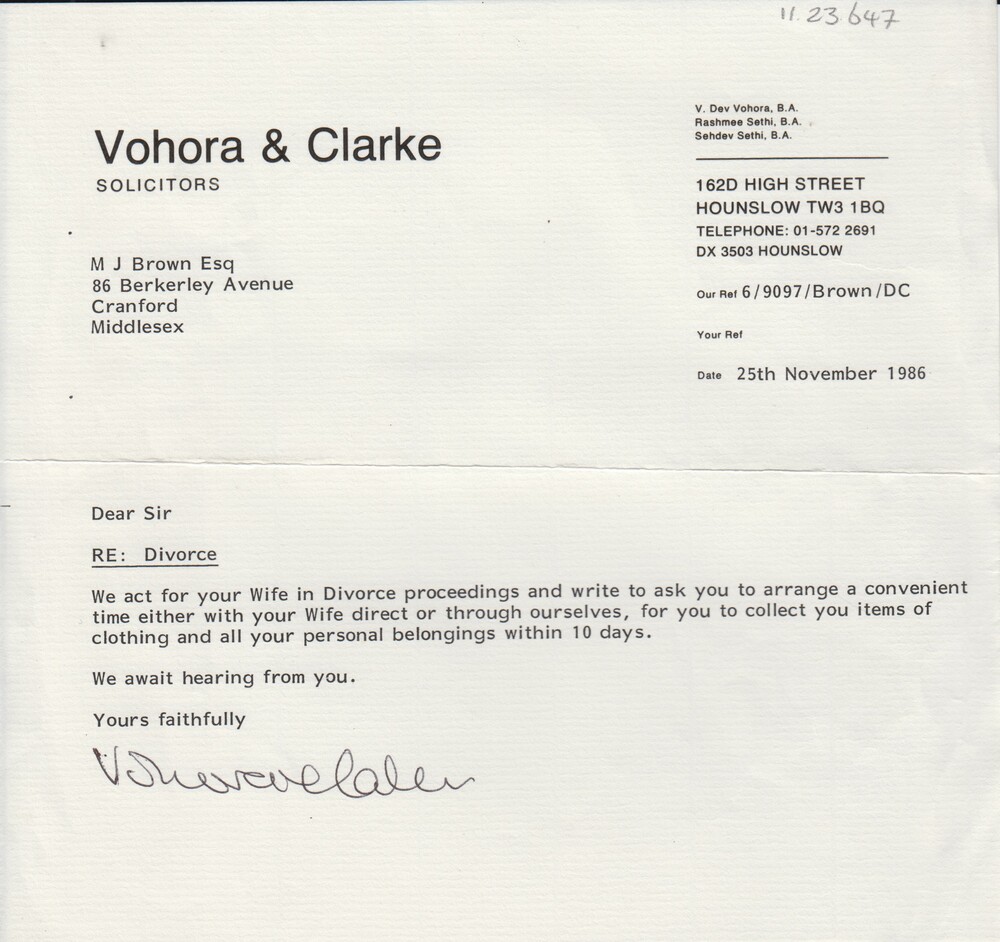 11.23.647
V. Dev Vohora, B.A.
Rashmee Sethi, B.A.
Sehdev Sethi, B.A.
Vohora & Clarke
SOLICITORS
162D HIGH STREET
HOUNSLOW TW3 1BQ
TELEPHONE: 01-572 2691
DX 3503 HOUNSLOW
M J Brown Esq
86 Berkerley Avenue
Cranford
Middlesex
Our Ref 6/9097/Brown/DC
Your Ref
Date 25th November 1986
Dear Sir
RE: Divorce
We act for your Wife in Divorce proceedings and write to ask you to arrange a convenient
time either with your Wife direct or through ourselves, for you to collect you items of
clothing and all your personal belongings within 10 days.
We await hearing from you.
Yours faithfully